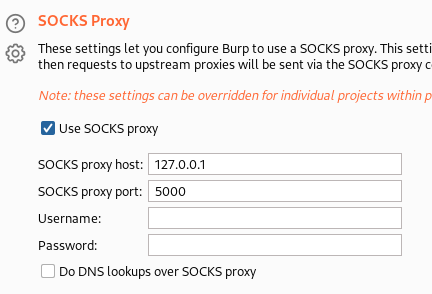 SOCKS Proxy
These settings let you configure Burp to use a SOCKS proxy. This setti
then requests to upstream proxies will be sent via the SOCKS proxy c
Note: these settings can be overridden for individual projects within p
Use SOCKS proxy
SOCKS proxy host: 127.0.0.1
SOCKS proxy port: 5000
Username:
Password:
Do DNS lookups over SOCKS proxy